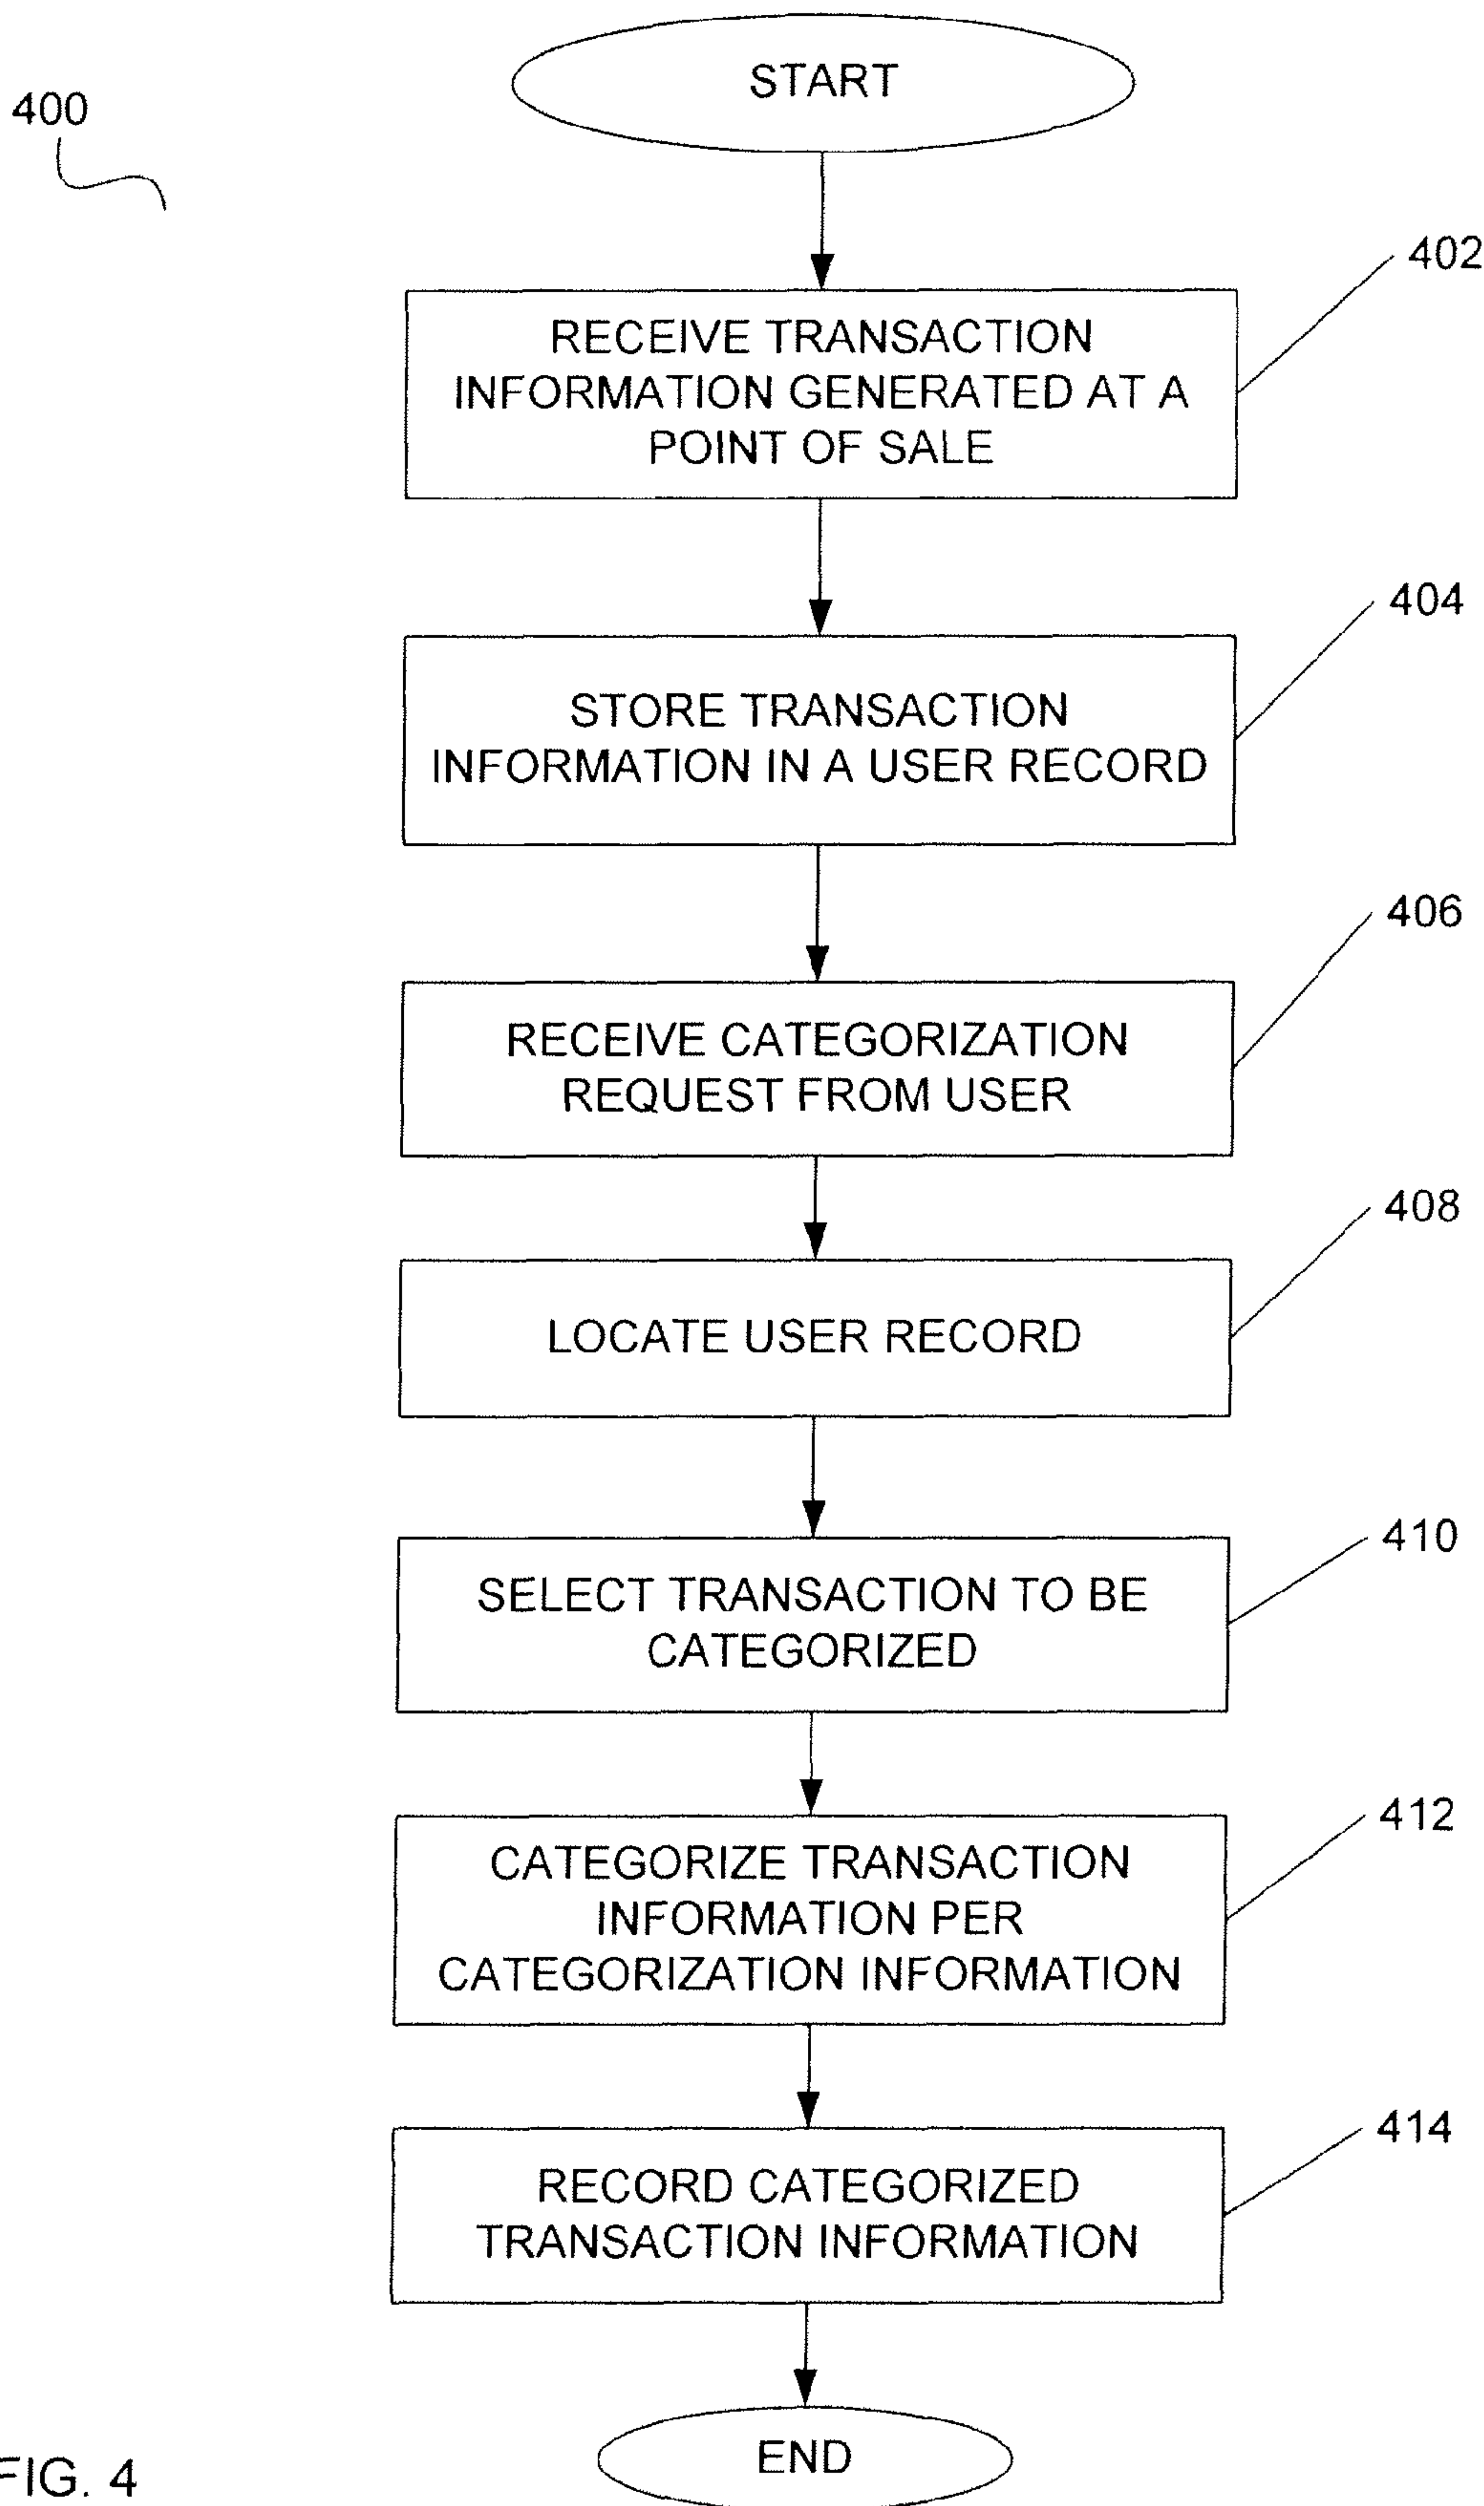 START
400
402
RECEIVE TRANSACTION
INFORMATION GENERATED AT A
POINT OF SALE
404
STORE TRANSACTION
INFORMATION IN A USER RECORD
406
RECEIVE CATEGORIZATION
REQUEST FROM USER
408
LOCATE USER RECORD
410
SELECT TRANSACTION TO BE
CATEGORIZED
412
CATEGORIZE TRANSACTION
INFORMATION PER
CATEGORIZATION INFORMATION
414
RECORD CATEGORIZED
TRANSACTION INFORMATION
END
FIG. 4